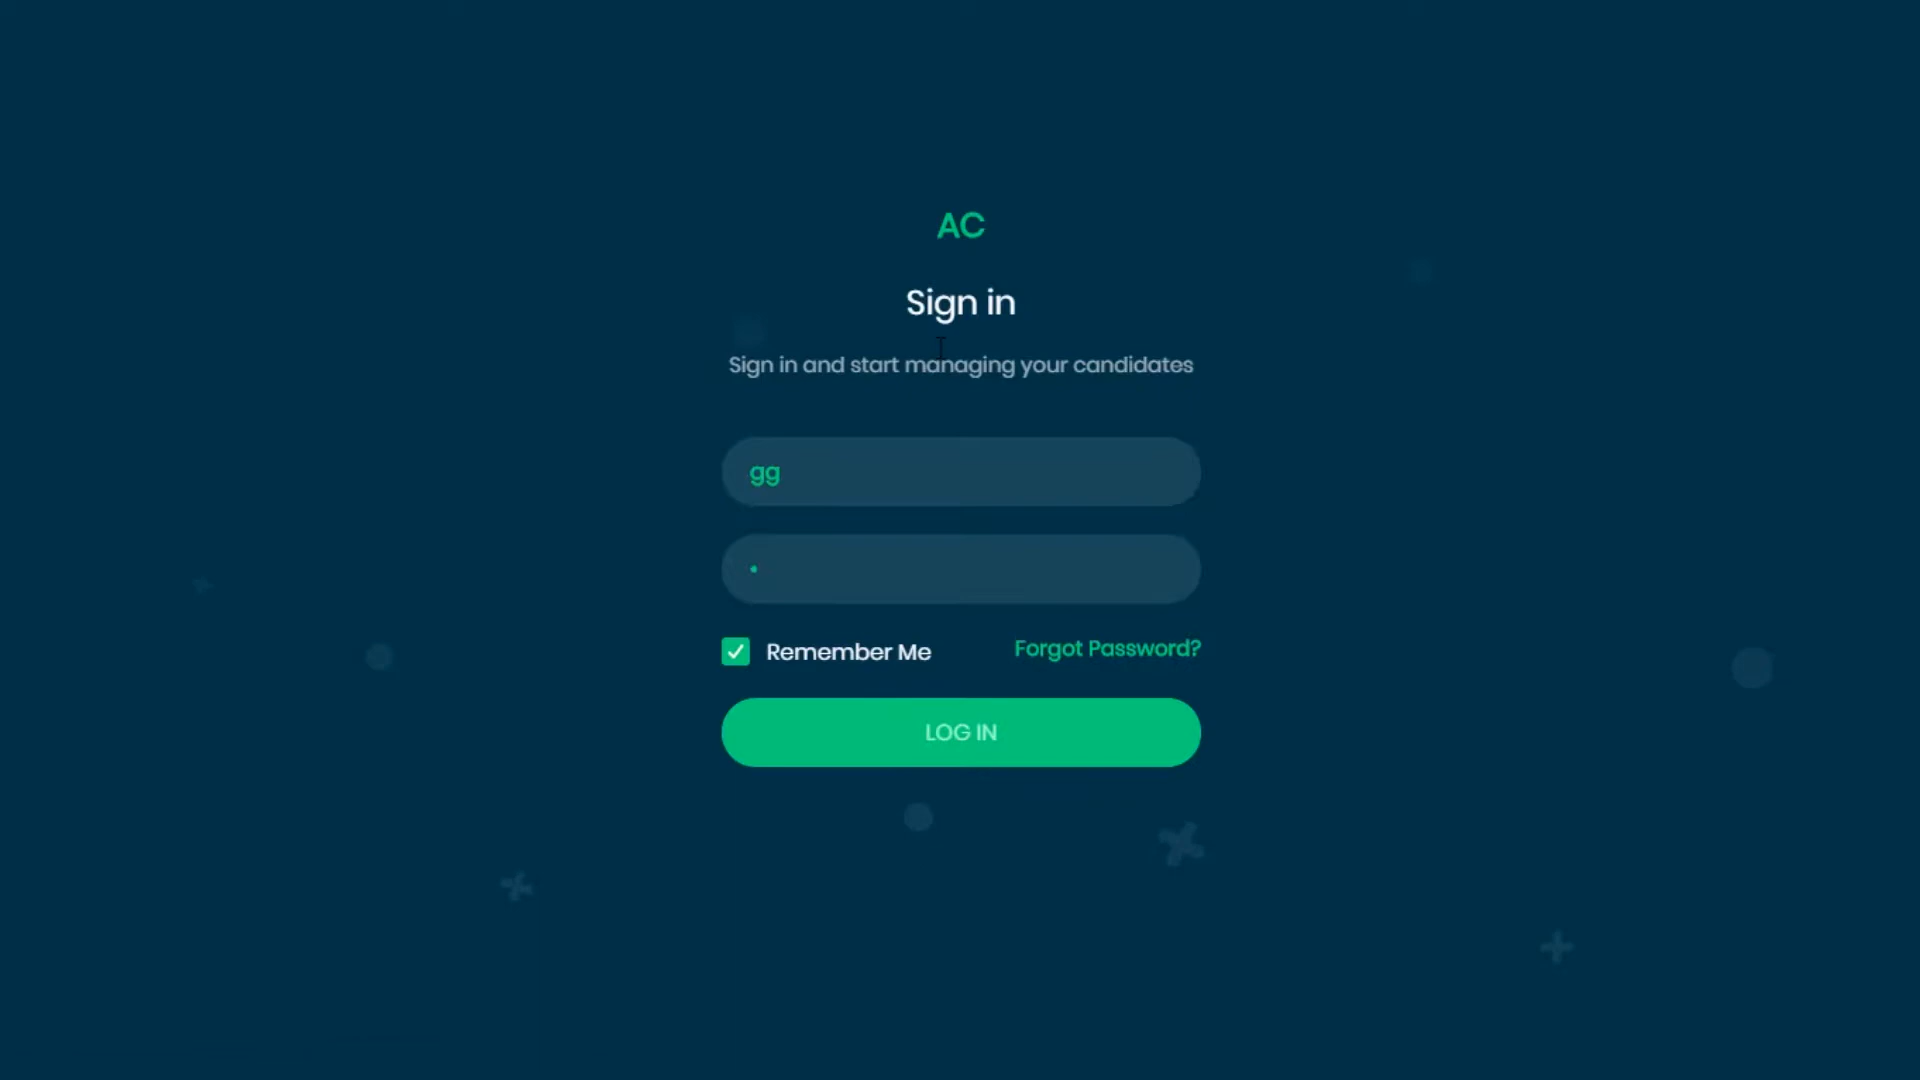 AC
Sign in
Sign in and start managing your candidates
gg
•
Remember Me
Forgot Password?
LOG IN